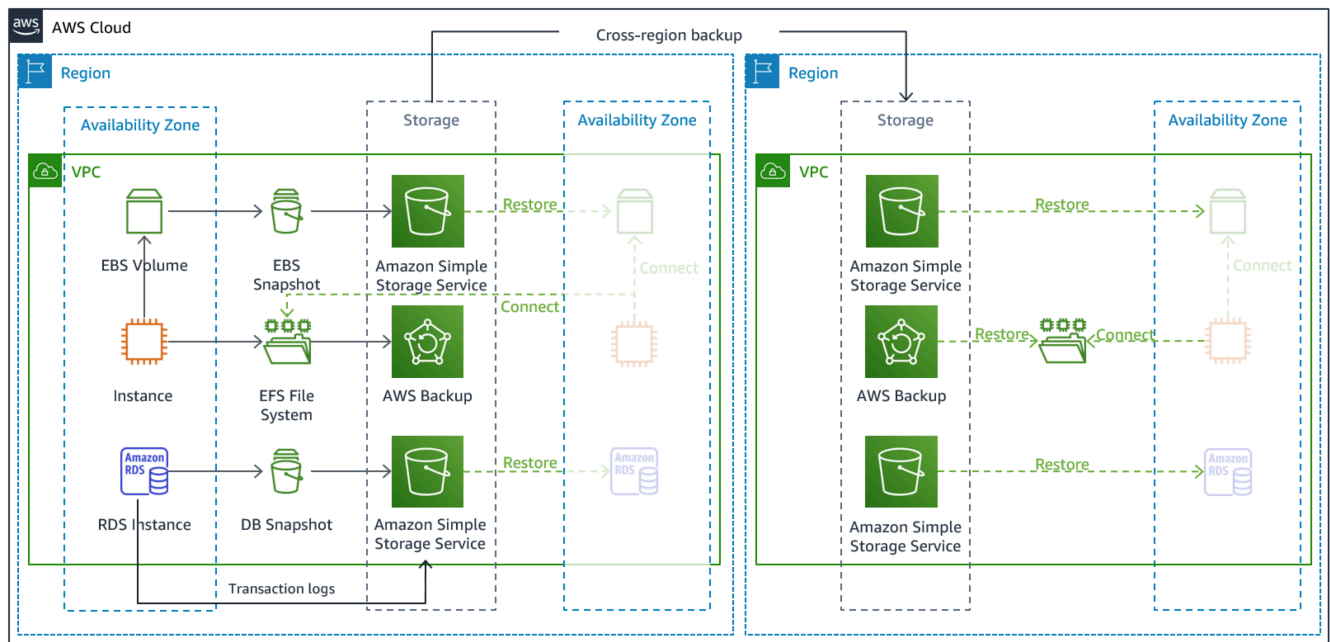 aws
AWS Cloud
Cross-region backup
Region
Region
Availability Zone
Storage
Availability Zone
Storage
Availability Zone
VPC
VPC
Restore
Restore
EBS Volume
EBS
Snapshot
Amazon Simple
Storage Service
Connect
Amazon Simple
Storage Service
Connect
Connect
Restore
Connect
Instance
EFS File
System
AWS Backup
AWS Backup
Amazon
RDS
Restore
Amazon
RDS
Restore
Amazon
RDS
RDS Instance
DB Snapshot
Amazon Simple
Storage Service
Amazon Simple
Storage Service
Transaction logs